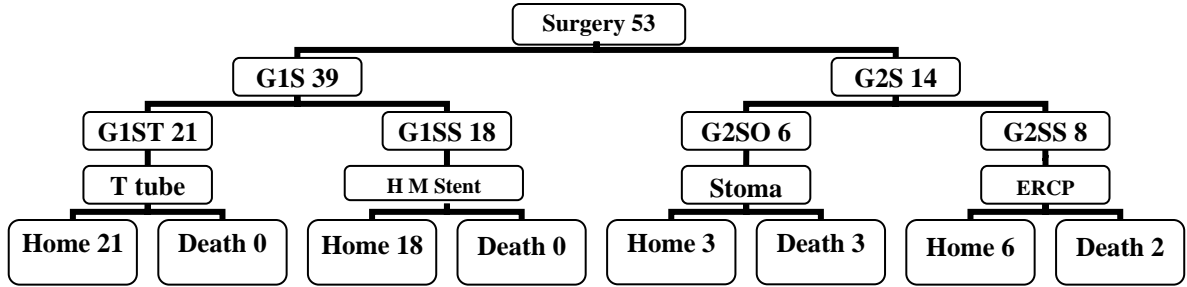 Surgery 53
G1S 39
G2S 14
G1ST 21
G1SS 18
G2SO 6
G2SS 8
T tube
H M Stent
Stoma
ERCP
Home 21
Death 0
Home 18
Death 0
Home 3
Death 3
Home 6
Death 2